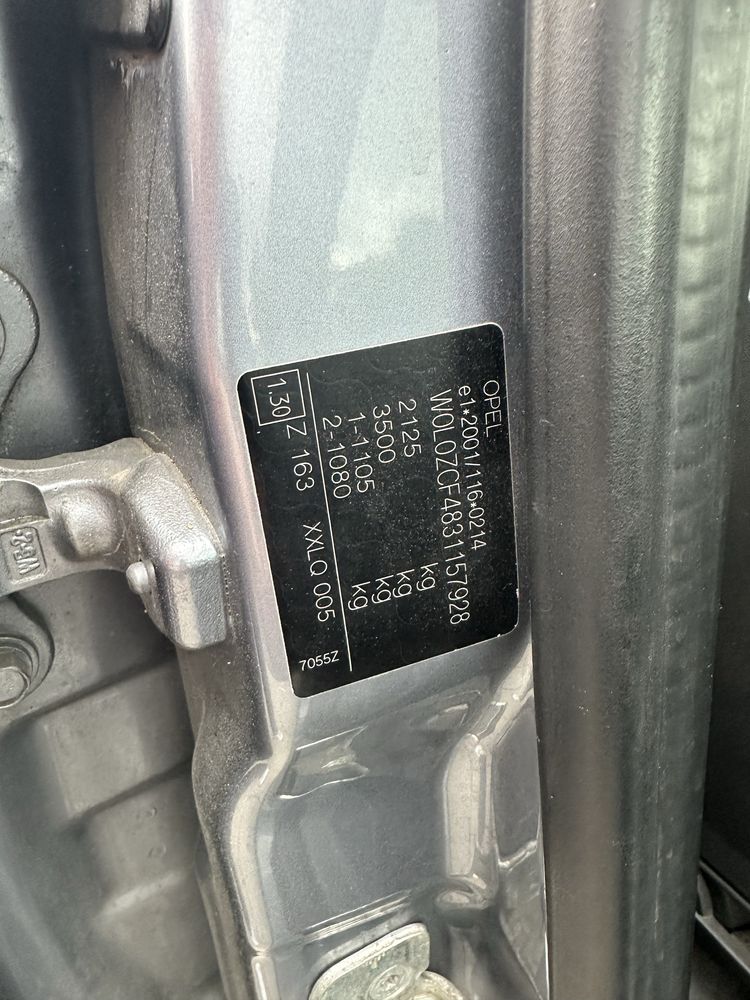 OPEL
e1*2001/116*0214
W0L0ZCF4831157928
2125 kg
3500 kg
1-1105 kg
2-1080 kg
1.30 Z 163 XXLQ 005
7055Z